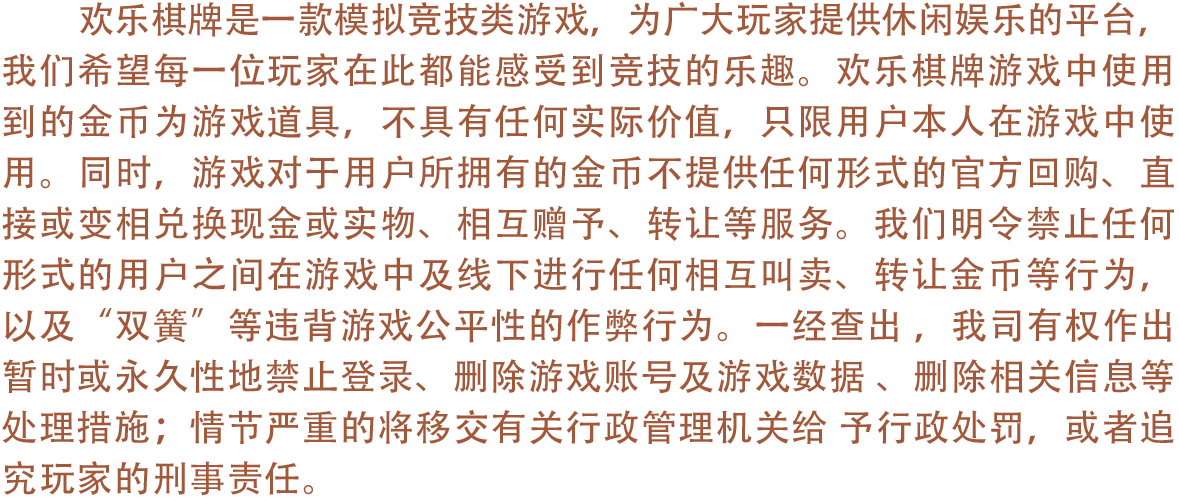 欢乐棋牌是一款模拟竞技类游戏，为广大玩家提供休闲娱乐的平台，
我们希望每一位玩家在此都能感受到竞技的乐趣。欢乐棋牌游戏中使用
到的金币为游戏道具，不具有任何实际价值，只限用户本人在游戏中使
用。同时，游戏对于用户所拥有的金币不提供任何形式的官方回购、直
接或变相兑换现金或实物、相互赠予、转让等服务。我们明令禁止任何
形式的用户之间在游戏中及线下进行任何相互叫卖、转让金币等行为，
以及“双簧”等违背游戏公平性的作弊行为。一经查出 ，我司有权作出
暂时或永久性地禁止登录、删除游戏账号及游戏数据 、删除相关信息等
处理措施；情节严重的将移交有关行政管理机关给 予行政处罚，或者追
究玩家的刑事责任。